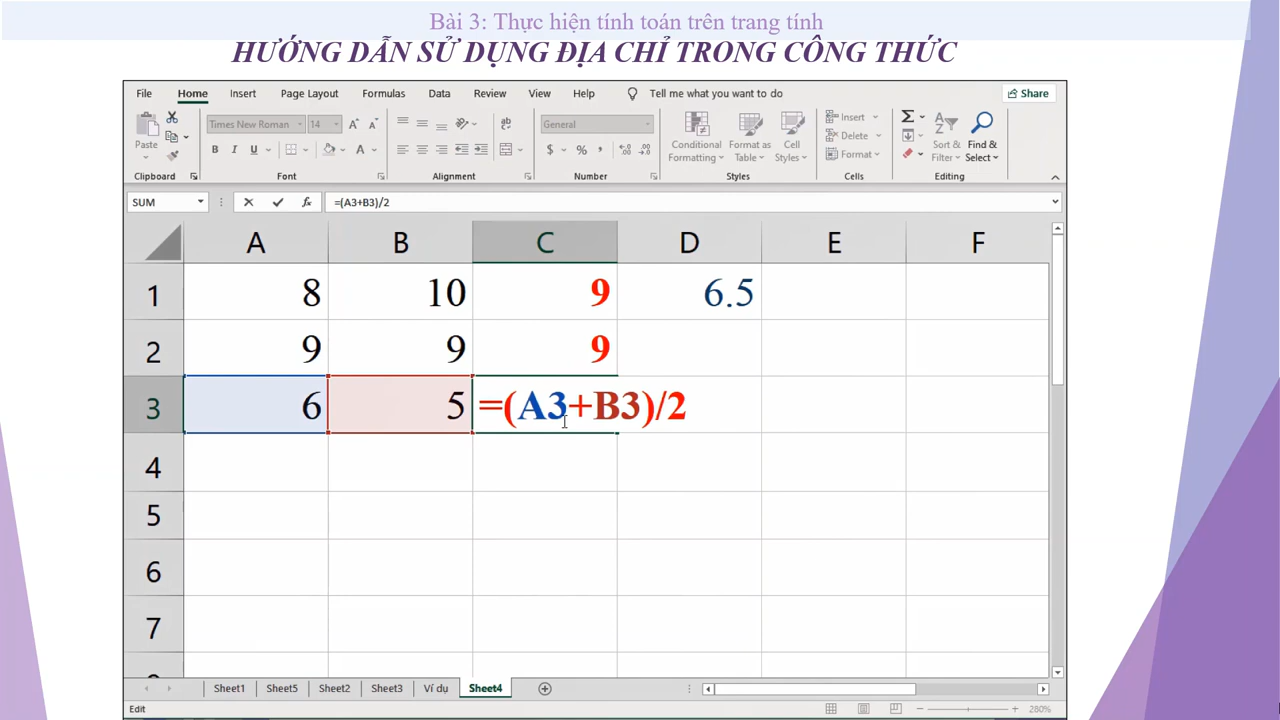 Bài 3: Thực hiện tính toán trên trang tính
HƯỚNG DẪN SỬ DỤNG ĐỊA CHỈ TRONG CÔNG THỨC
File Home Insert Page Layout Formulas Data Review View Help Tell me what you want to do Share
Paste Times New Roman 14 General Conditional Formatting Format as Table Cell Styles Insert Delete Format Sort & Filter Find & Select
Clipboard Font Alignment Number Styles Cells Editing
SUM =(A3+B3)/2
A B C D E F
1 8 10 9 6.5
2 9 9 9
3 6 5 =(A3+B3)/2
4
5
6
7
Sheet1 Sheet5 Sheet2 Sheet3 Ví dụ Sheet4
Edit 280%